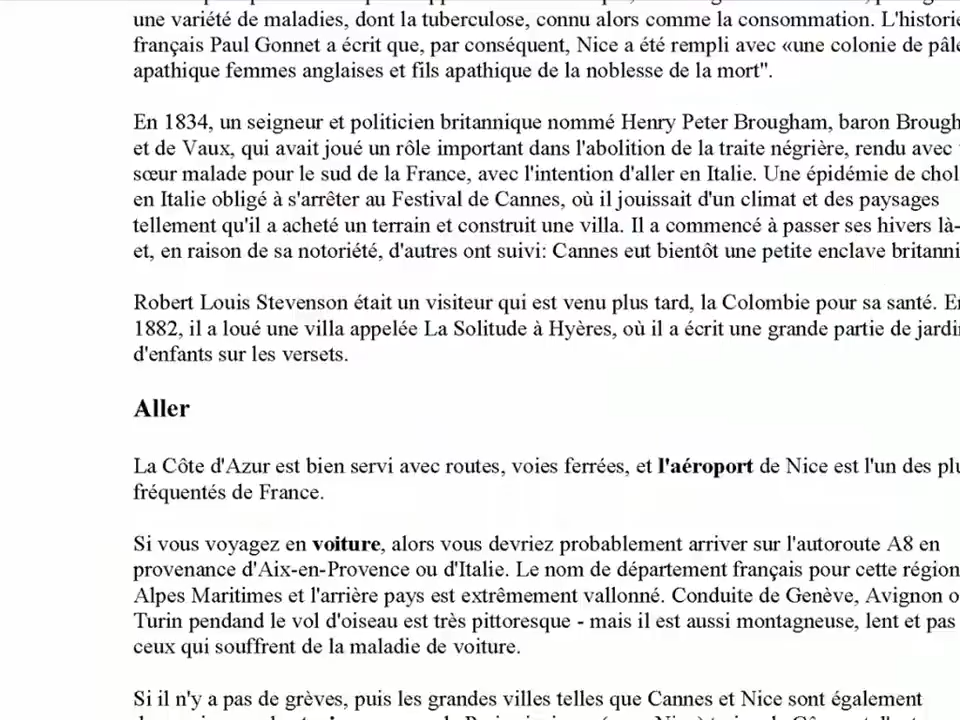 une variété de maladies, dont la tuberculose, connu alors comme la consommation. L'historie
français Paul Gonnet a écrit que, par conséquent, Nice a été rempli avec «une colonie de pâle
apathique femmes anglaises et fils apathique de la noblesse de la mort".
En 1834, un seigneur et politicien britannique nommé Henry Peter Brougham, baron Brough
et de Vaux, qui avait joué un rôle important dans l'abolition de la traite négrière, rendu avec
sœur malade pour le sud de la France, avec l'intention d'aller en Italie. Une épidémie de chol
en Italie obligé à s'arrêter au Festival de Cannes, où il jouissait d'un climat et des paysages
tellement qu'il a acheté un terrain et construit une villa. Il a commencé à passer ses hivers là-
et, en raison de sa notoriété, d'autres ont suivi: Cannes eut bientôt une petite enclave britanni
Robert Louis Stevenson était un visiteur qui est venu plus tard, la Colombie pour sa santé. En
1882, il a loué une villa appelée La Solitude à Hyères, où il a écrit une grande partie de jardin
d'enfants sur les versets.
Aller
La Côte d'Azur est bien servi avec routes, voies ferrées, et l'aéroport de Nice est l'un des plu
fréquentés de France.
Si vous voyagez en voiture, alors vous devriez probablement arriver sur l'autoroute A8 en
provenance d'Aix-en-Provence ou d'Italie. Le nom de département français pour cette région
Alpes Maritimes et l'arrière pays est extrêmement vallonné. Conduite de Genève, Avignon o
Turin pendand le vol d'oiseau est très pittoresque - mais il est aussi montagneuse, lent et pas
ceux qui souffrent de la maladie de voiture.
Si il n'y a pas de grèves, puis les grandes villes telles que Cannes et Nice sont également